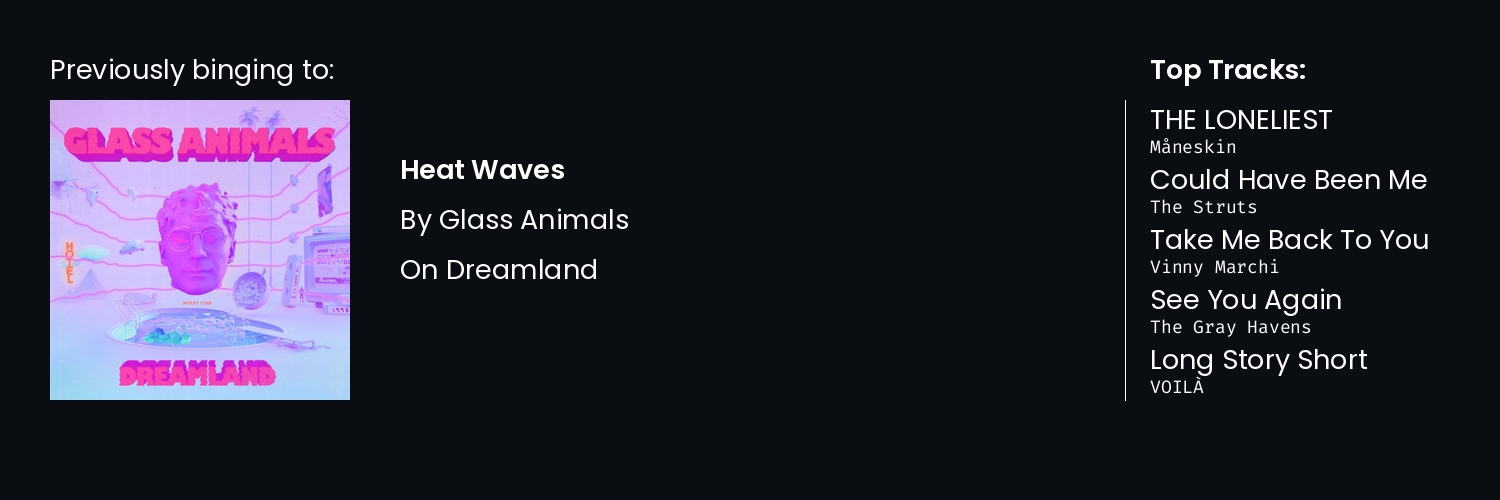 Previously binging to:
GLASS ANIMALS
HOTEL
DREAMLAND
Heat Waves
By Glass Animals
On Dreamland
Top Tracks:
THE LONELIEST
Måneskin
Could Have Been Me
The Struts
Take Me Back To You
Vinny Marchi
See You Again
The Gray Havens
Long Story Short
VOILÀ